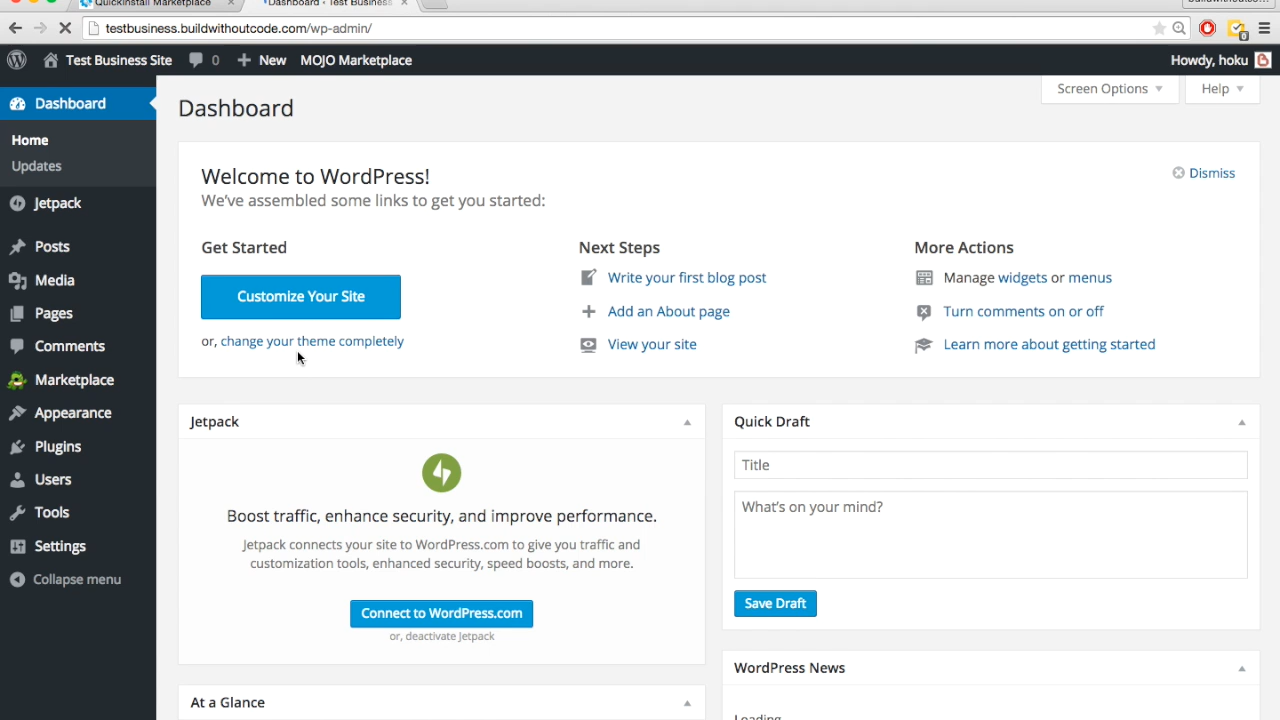 QuickInstall Marketplace
Dashboard ‹ Test Business
testbusiness.buildwithoutcode.com/wp-admin/
0
Test Business Site
0
New
MOJO Marketplace
Howdy, hoku
Screen Options
Help
Dashboard
Home
Updates
Jetpack
Posts
Media
Pages
Comments
Marketplace
Appearance
Plugins
Users
Tools
Settings
Collapse menu
Dashboard
Welcome to WordPress!
We've assembled some links to get you started:
Dismiss
Get Started
Customize Your Site
or, change your theme completely
Next Steps
Write your first blog post
Add an About page
View your site
More Actions
Manage widgets or menus
Turn comments on or off
Learn more about getting started
Jetpack
Boost traffic, enhance security, and improve performance.
Jetpack connects your site to WordPress.com to give you traffic and
customization tools, enhanced security, speed boosts, and more.
Connect to WordPress.com
or, deactivate Jetpack
At a Glance
Quick Draft
Title
What's on your mind?
Save Draft
WordPress News
Loading